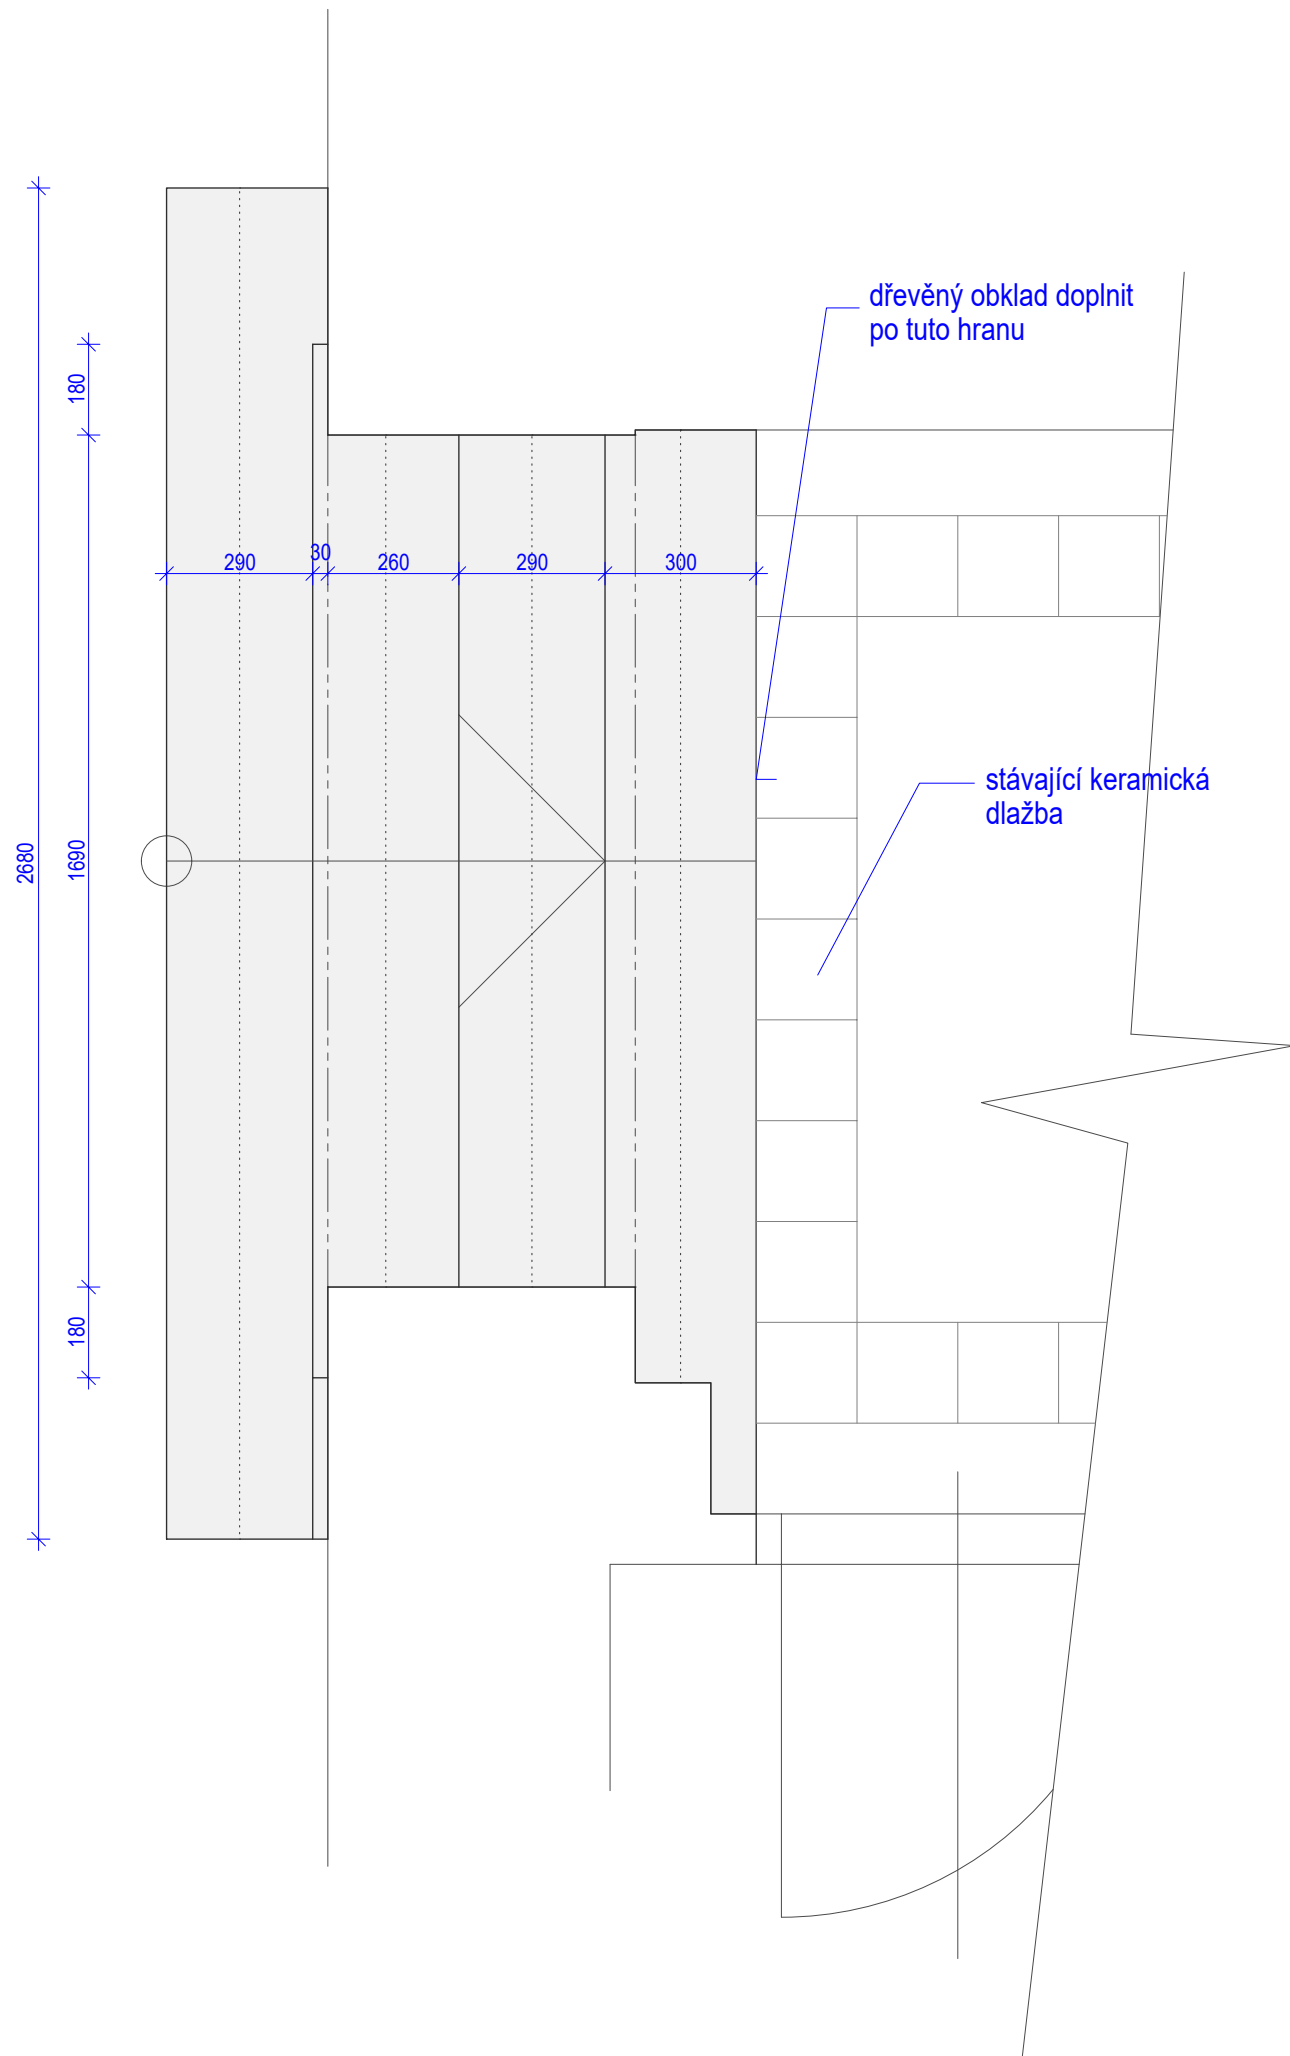 dřevěný obklad doplnit
po tuto hranu
180
290
30
260
290
300
stávající keramická
dlažba
2680
1690
180